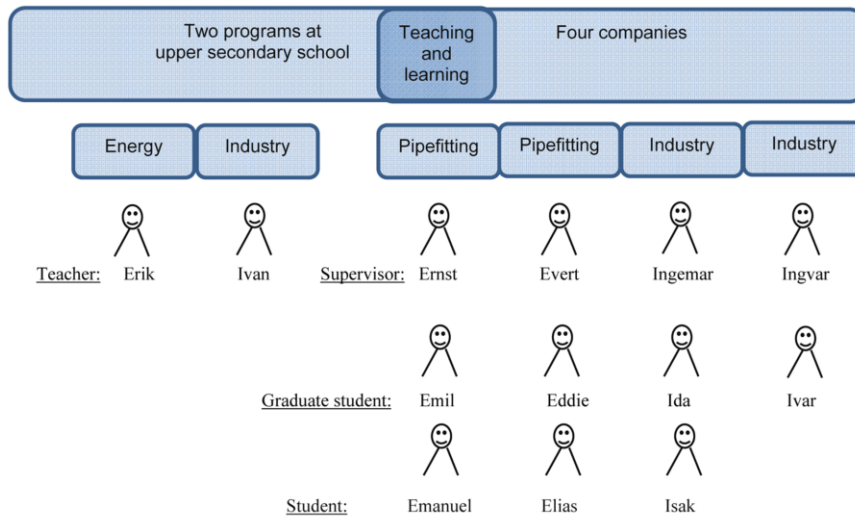 Two programs at
upper secondary school
Teaching
and
learning
Four companies
Energy
Industry
Pipefitting
Pipefitting
Industry
Industry
Teacher: Erik Ivan Supervisor: Ernst Evert Ingemar Ingvar
Graduate student: Emil Eddie Ida Ivar
Student: Emanuel Elias Isak